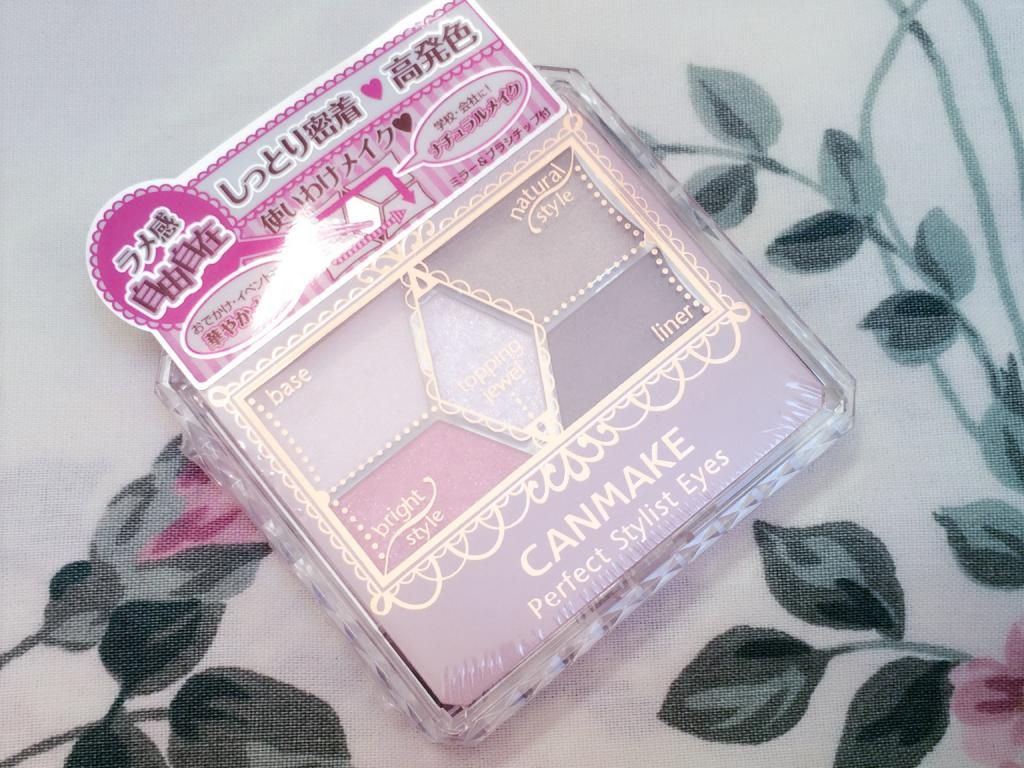 しっとり密着♥高発色
使いわけメイク♥
学校・会社に!
ナチュラルメイク
ミラー&ブラシチップ付
ラメ感
自由自在
おでかけ・イベント
華やか
natural
style
liner
base
topping
jewel
bright
style
CANMAKE
Perfect Stylist Eyes